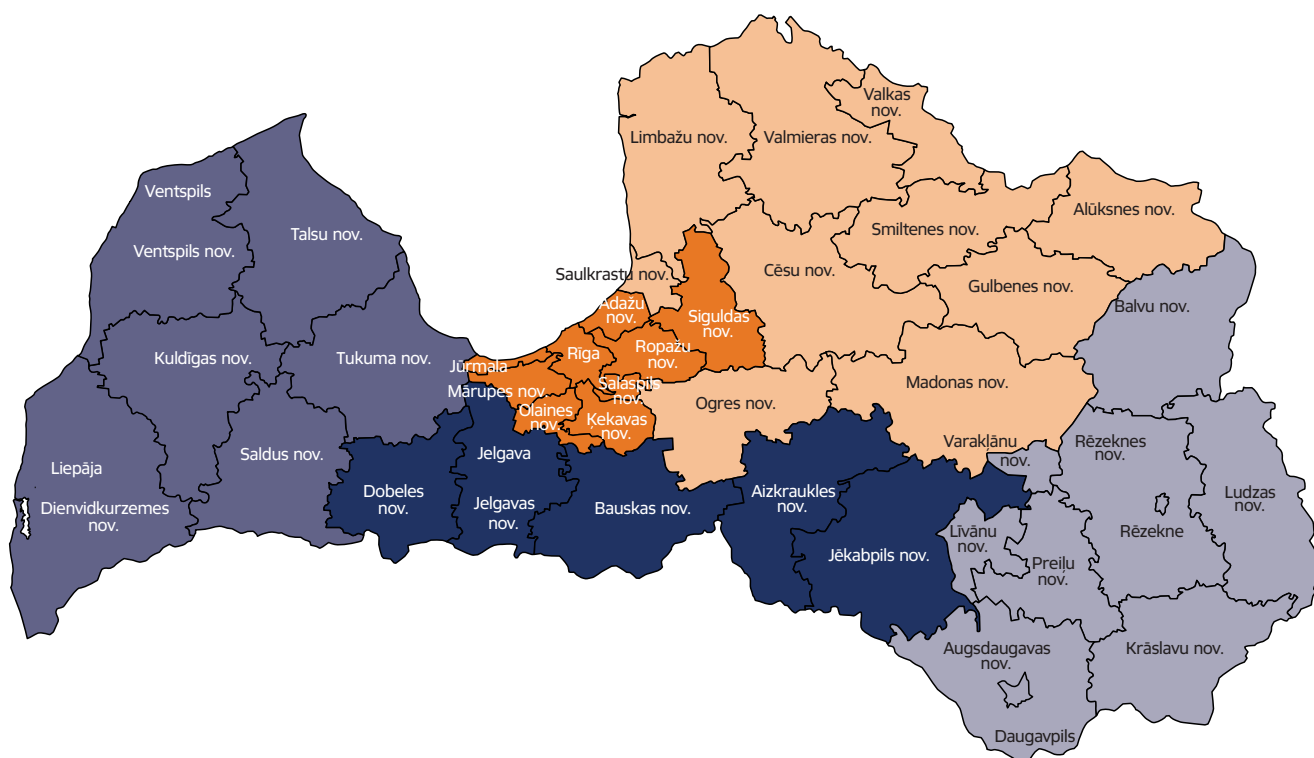 Valkas
nov.
Limbažu nov.
Valmieras nov.
Ventspils
Talsu nov.
Ventspils nov.
Alūksnes nov.
Smiltenes nov.
Saulkrastu nov.
Cēsu nov.
Gulbenes nov.
Ādažu
nov.
Siguldas
nov.
Balvu nov.
Kuldīgas nov.
Tukuma nov.
Jūrmala
Rīga
Ropažu
nov.
Mārupes nov.
Salaspils
nov.
Madonas nov.
Ogres nov.
Olaines
nov.
Ķekavas
nov.
Varakļānu
nov.
Rēzeknes
nov.
Liepāja
Saldus nov.
Jelgava
Dobeles
nov.
Jelgavas
nov.
Bauskas nov.
Aizkraukles
nov.
Ludzas
nov.
Dienvidkurzemes
nov.
Rēzekne
Līvānu
nov.
Jēkabpils nov.
Preiļu
nov.
Augsdaugavas
nov.
Krāslavu nov.
Daugavpils